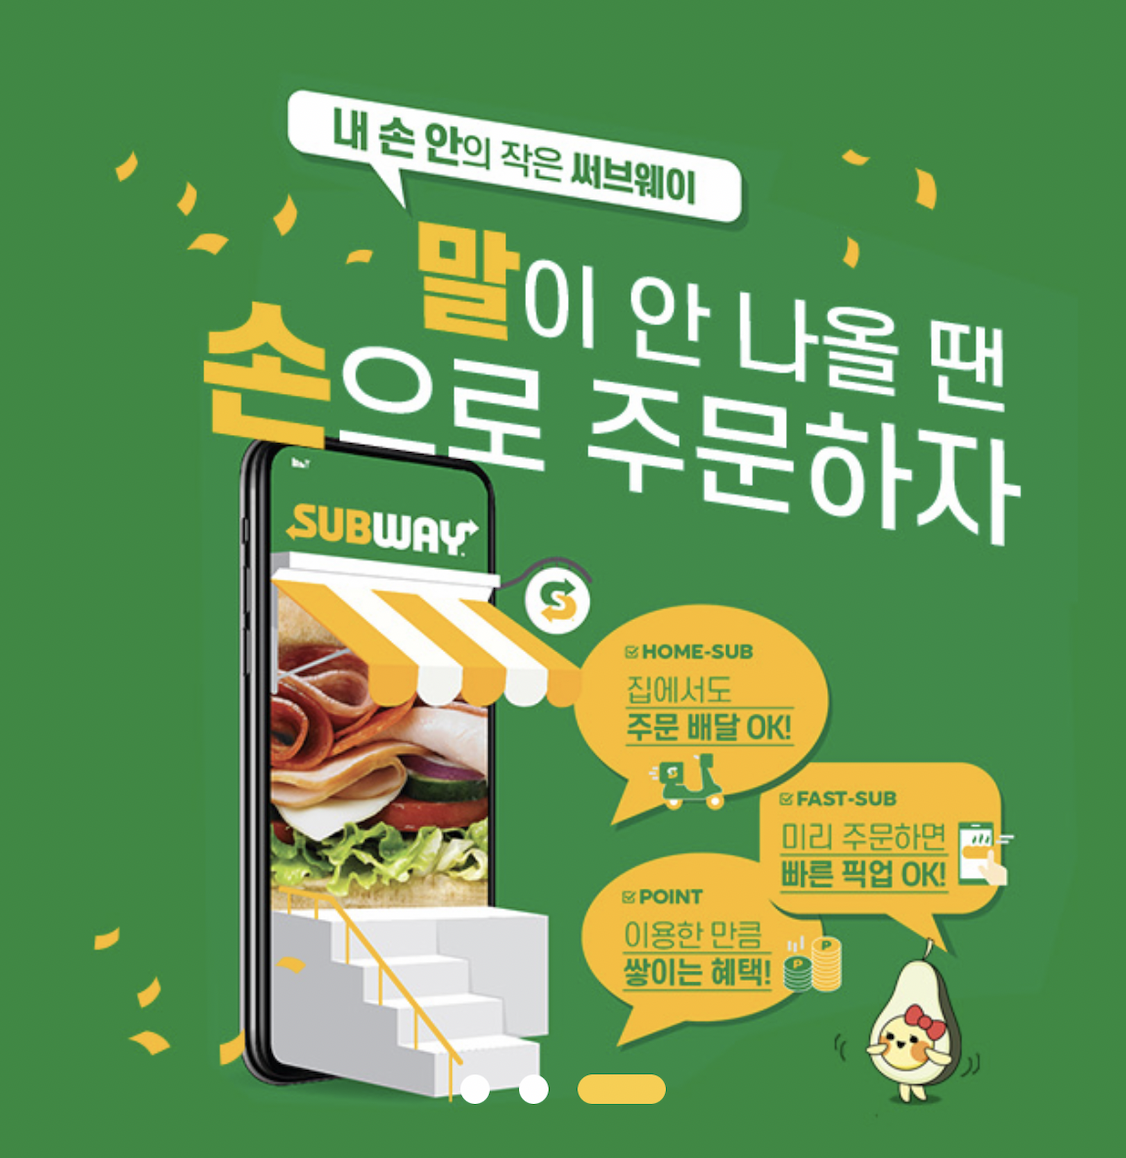 내 손 안의 작은 써브웨이
말이 안 나올 땐
손으로 주문하자
SUBWAY
S
HOME-SUB
집에서도
주문 배달 OK!
S
FAST-SUB
미리 주문하면
빠른 픽업 OK!
POINT
이용한 만큼
쌓이는 혜택!
P
P